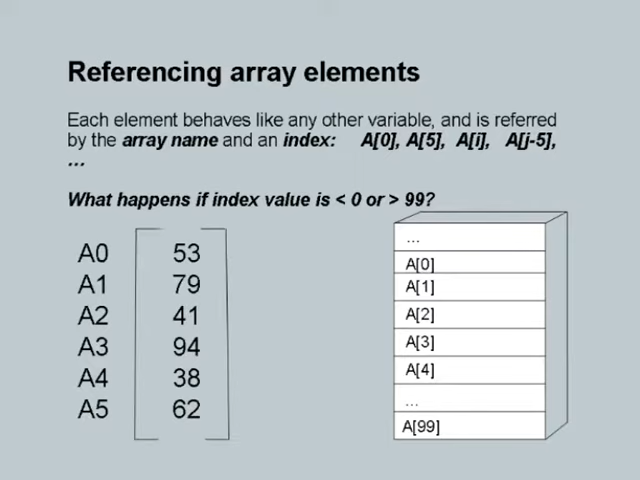 Referencing array elements
Each element behaves like any other variable, and is referred
by the array name and an index: A[0], A[5], A[i], A[j-5],
...
What happens if index value is < 0 or > 99?
A0 53
A1 79
A2 41
A3 94
A4 38
A5 62
...
A[0]
A[1]
A[2]
A[3]
A[4]
...
A[99]